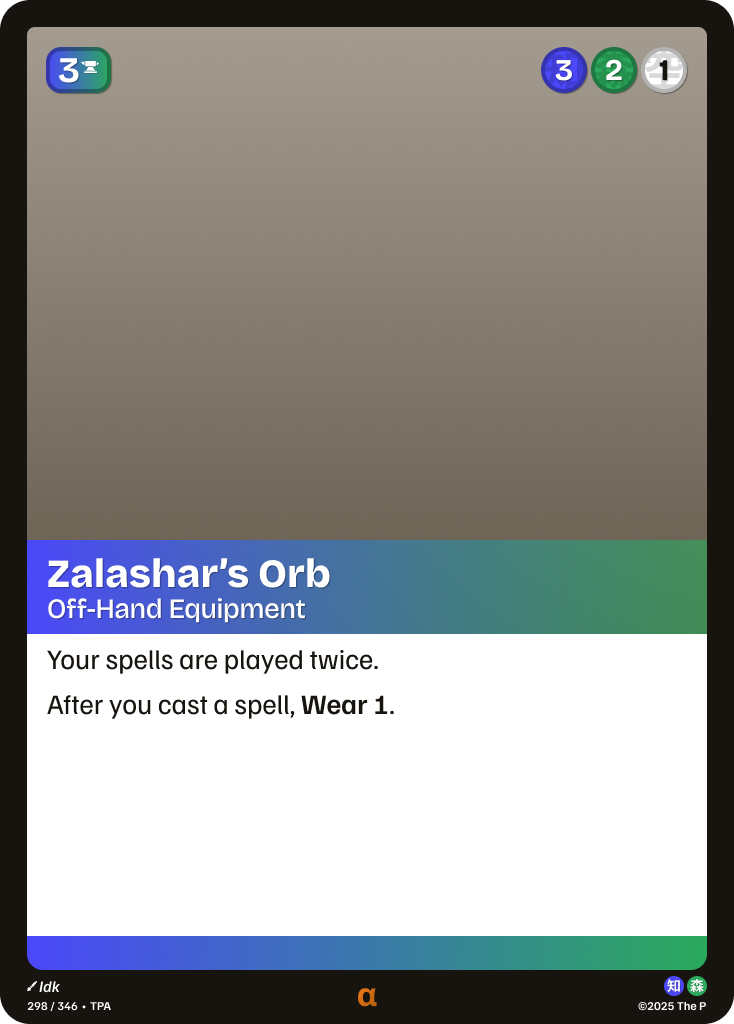 3
3 2 1
Zalashar's Orb
Off-Hand Equipment
Your spells are played twice.
After you cast a spell, Wear 1.
Idk
知 森
298 / 346 • TPA
α
©2025 The P